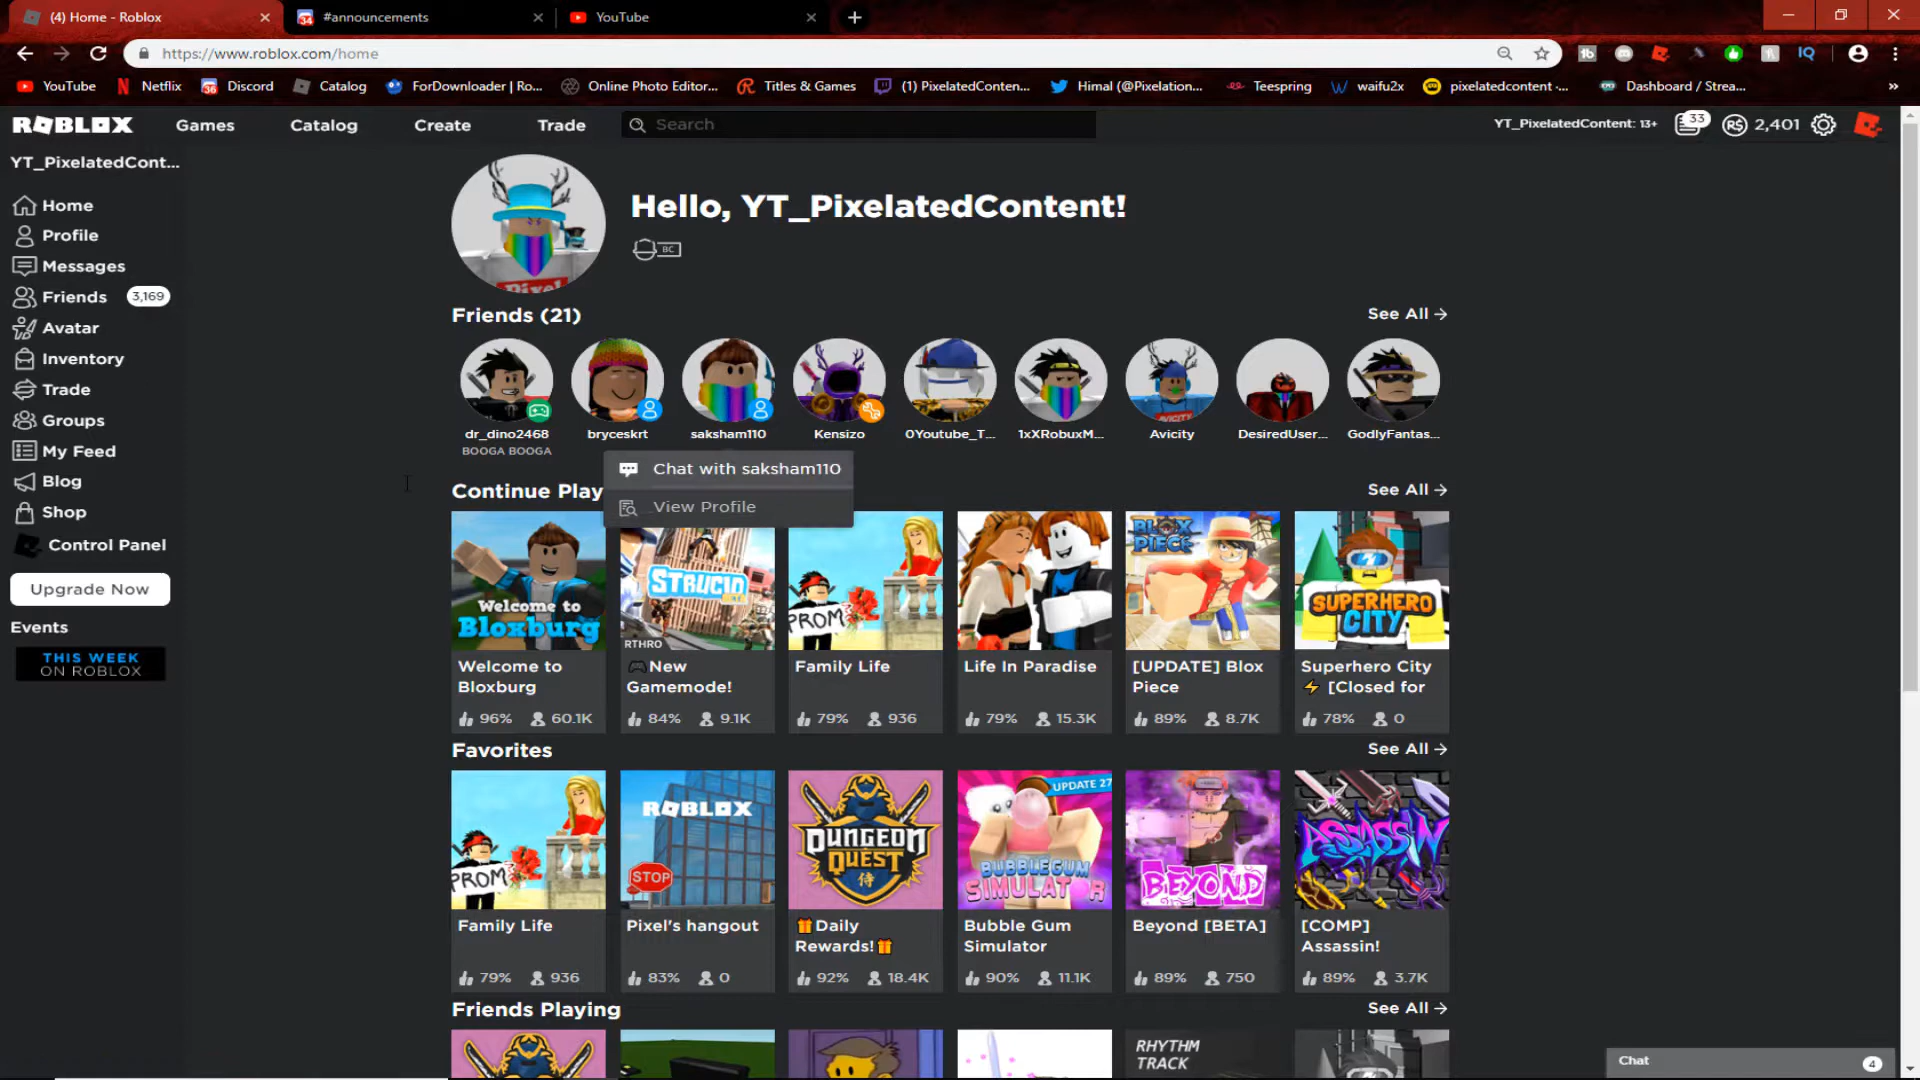 (4) Home - Roblox
#announcements
YouTube
https://www.roblox.com/home
YouTube
Netflix
Discord
Catalog
ForDownloader | Ro...
Online Photo Editor...
Titles & Games
(1) PixelatedConten...
Himal (@Pixelation...
Teespring
waifu2x
pixelatedcontent -...
Dashboard / Strea...
ROBLOX
Games
Catalog
Create
Trade
Search
YT_PixelatedContent: 13+
33
2,401
YT_PixelatedCont...
Home
Profile
Messages
Friends 3,169
Avatar
Inventory
Trade
Groups
My Feed
Blog
Shop
Control Panel
Upgrade Now
Events
THIS WEEK
ON ROBLOX
Hello, YT_PixelatedContent!
BC
Friends (21)
See All
dr_dino2468
BOOGA BOOGA
bryceskrt
saksham110
Kensizo
0Youtube_T...
1xXRobuxM...
Avicity
DesiredUser...
GodlyFantas...
Chat with saksham110
View Profile
Continue Play
See All
Welcome to
Bloxburg
STRUCID
RTHRO
PROM
BLOX
PIECE
SUPERHERO
CITY
Welcome to
Bloxburg
96% 60.1K
New
Gamemode!
84% 9.1K
Family Life
79% 936
Life In Paradise
79% 15.3K
[UPDATE] Blox
Piece
89% 8.7K
Superhero City
[Closed for
78% 0
Favorites
See All
PROM
ROBLOX
STOP
DUNGEON
QUEST
侍
UPDATE 27
BUBBLEGUM
SIMULATOR
BEYOND
ASSASSIN
Family Life
79% 936
Pixel's hangout
83% 0
Daily
Rewards!
92% 18.4K
Bubble Gum
Simulator
90% 11.1K
Beyond [BETA]
89% 750
[COMP]
Assassin!
89% 3.7K
Friends Playing
See All
RHYTHM
TRACK
Chat
4